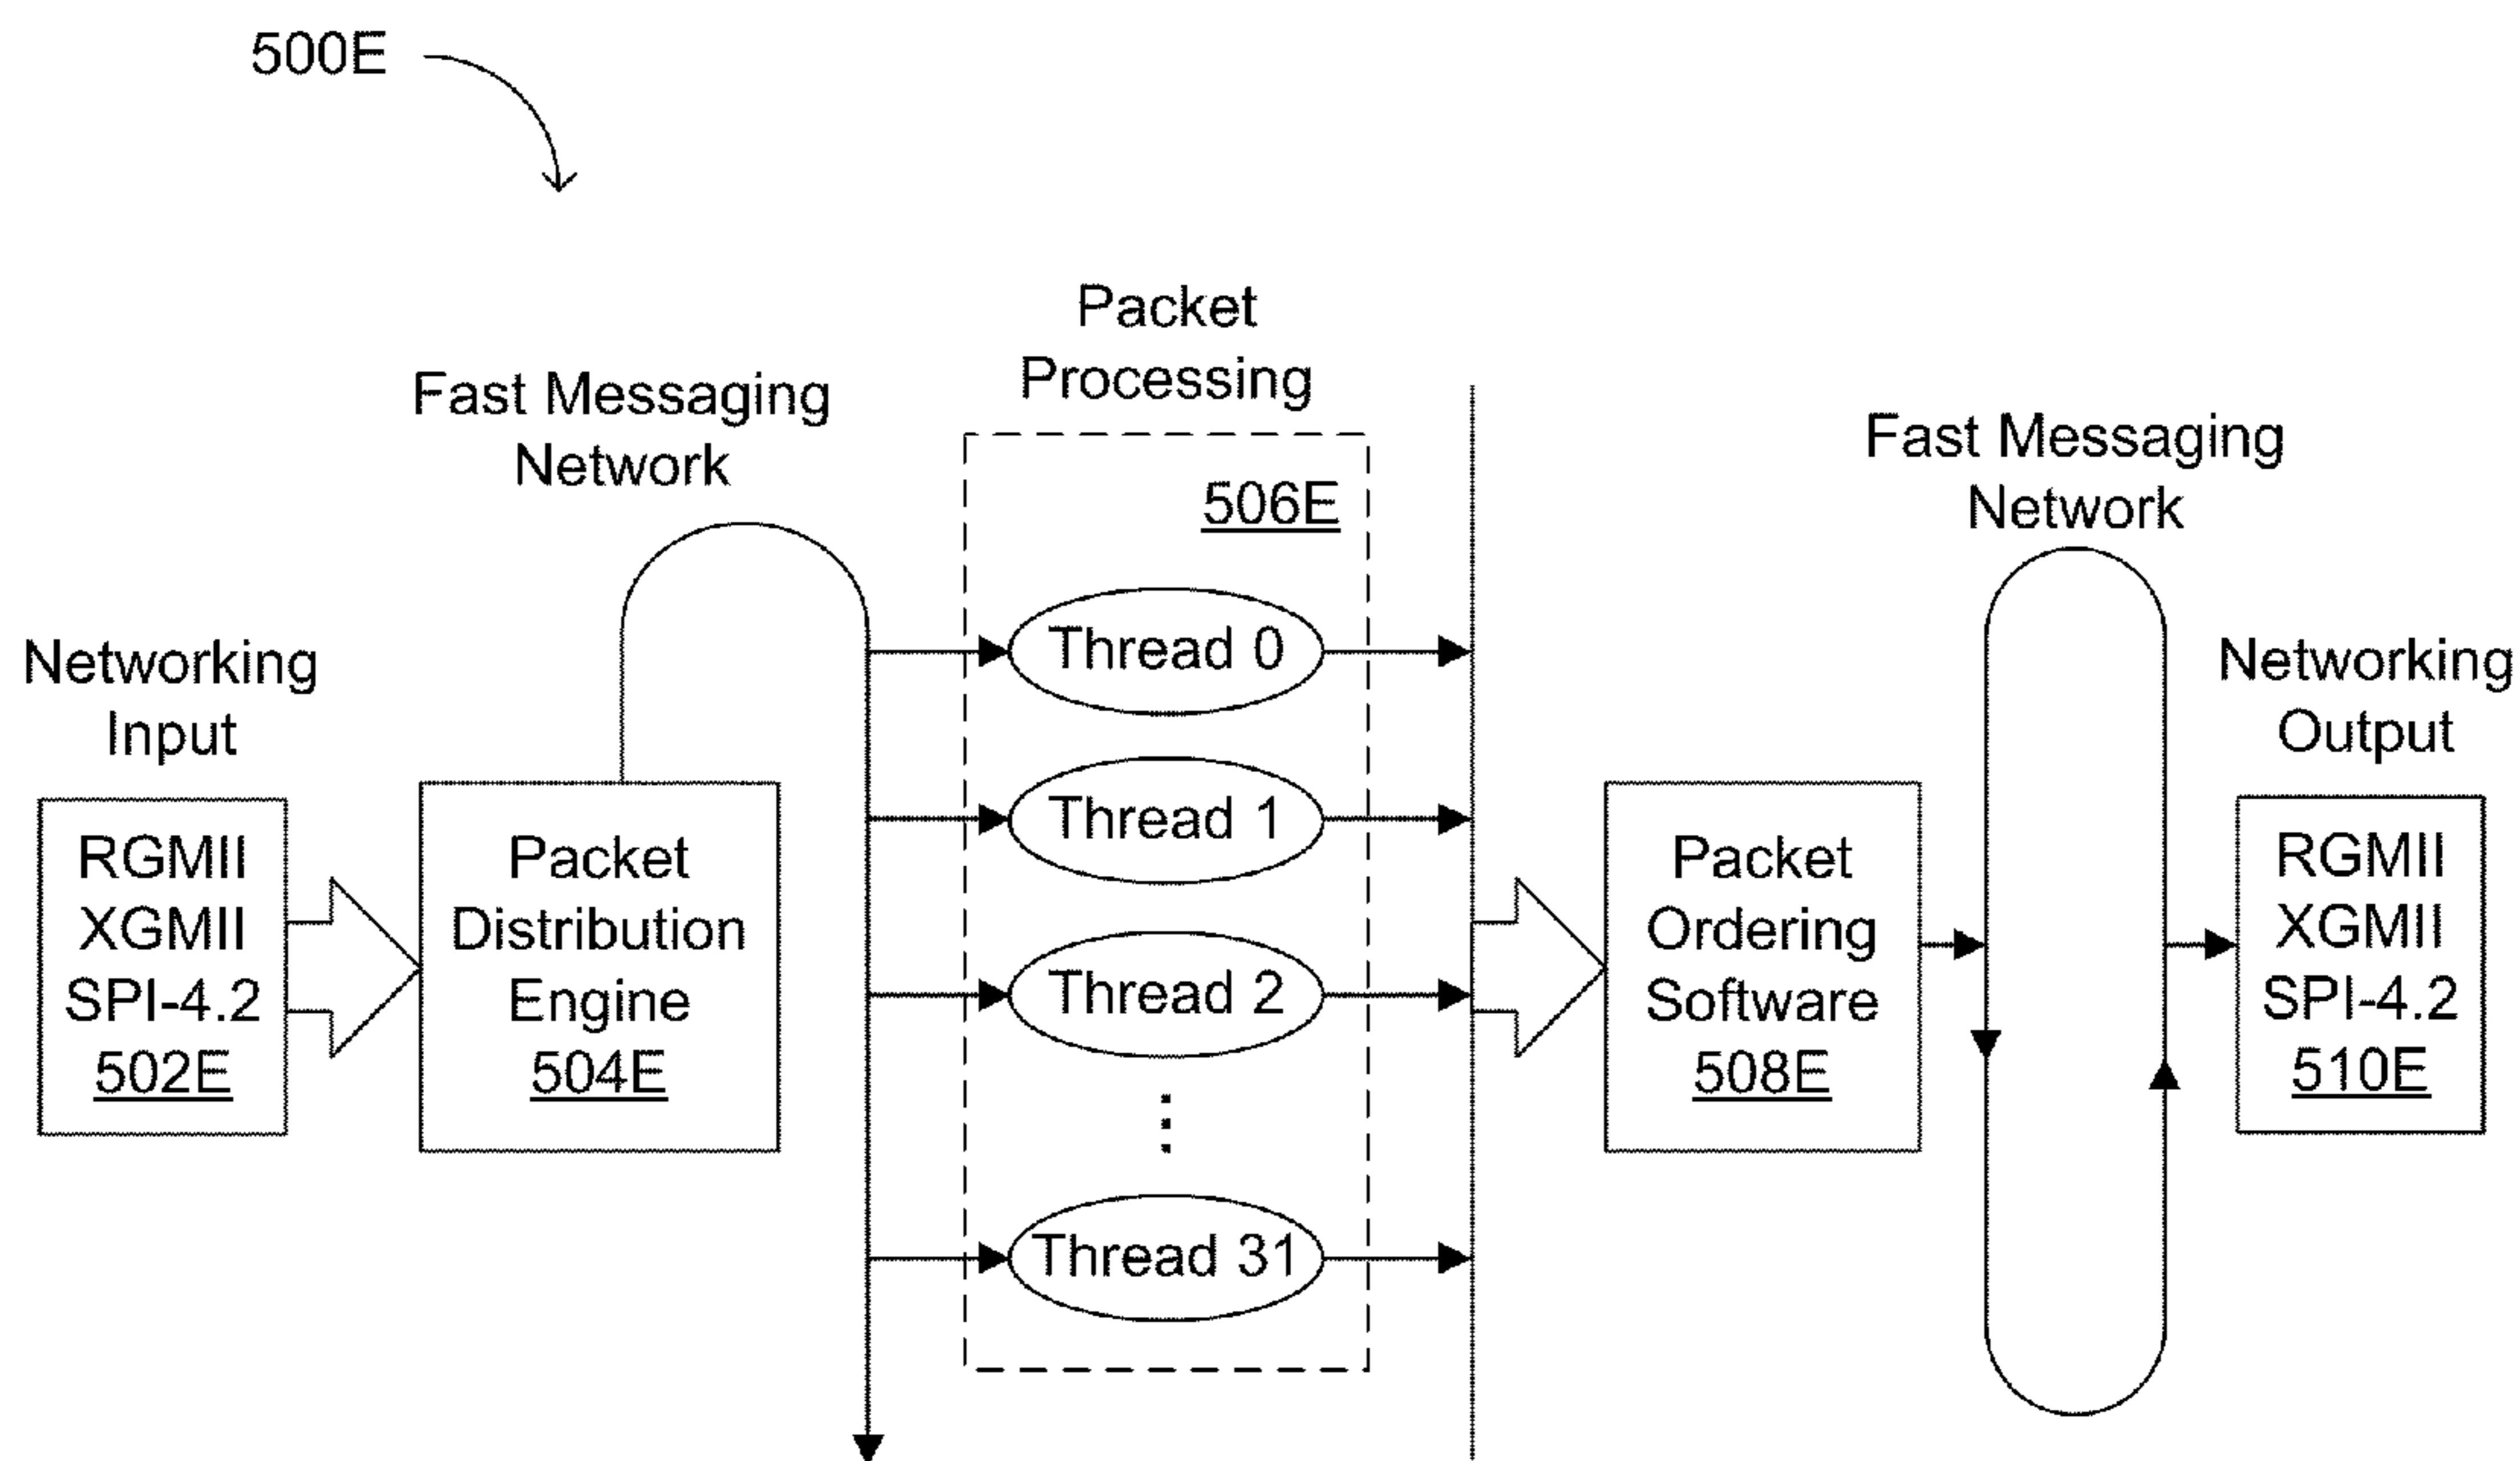 500E
Packet
Processing
Fast Messaging
Network
Fast Messaging
Network
506E
Networking
Input
Thread 0
Networking
Output
Thread 1
RGMII
XGMII
SPI-4.2
502E
Packet
Distribution
Engine
504E
Thread 2
Thread 31
Packet
Ordering
Software
508E
RGMII
XGMII
SPI-4.2
510E